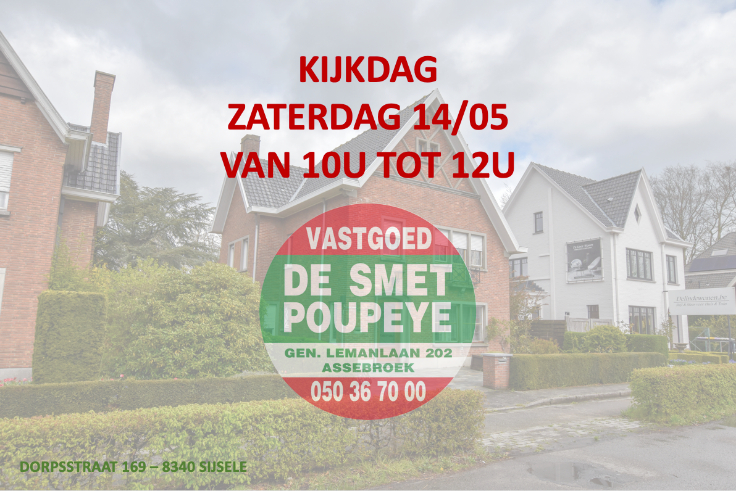 KIJKDAG
ZATERDAG 14/05
VAN 10U TOT 12U
VASTGOED
DE SMET
POUPEYE
GEN. LEMANLAAN 202
ASSEBROEK
050 36 70 00
DORPSSTRAAT 169 – 8340 SIJSELE